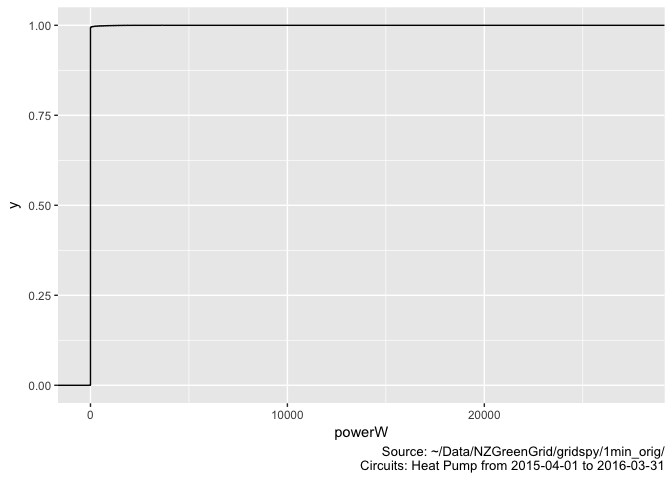 1.00
0.75
y
0.50
0.25
0.00
0 10000 20000
powerW
Source: ~/Data/NZGreenGrid/gridspy/1min_orig/
Circuits: Heat Pump from 2015-04-01 to 2016-03-31